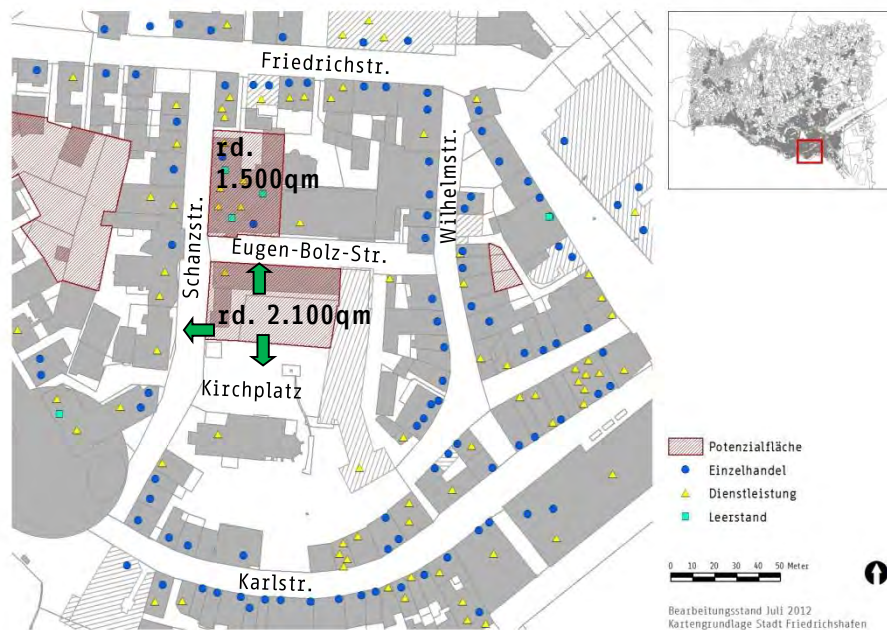 Friedrichstr.
rd.
1.500qm
Wilhelmstr.
Schanzstr.
Eugen-Bolz-Str.
rd. 2.100qm
Kirchplatz
Karlstr.
Potenzialfläche
Einzelhandel
Dienstleistung
Leerstand
0 10 20 30 40 50 Meter
Bearbeitungsstand Juli 2012
Kartengrundlage Stadt Friedrichshafen